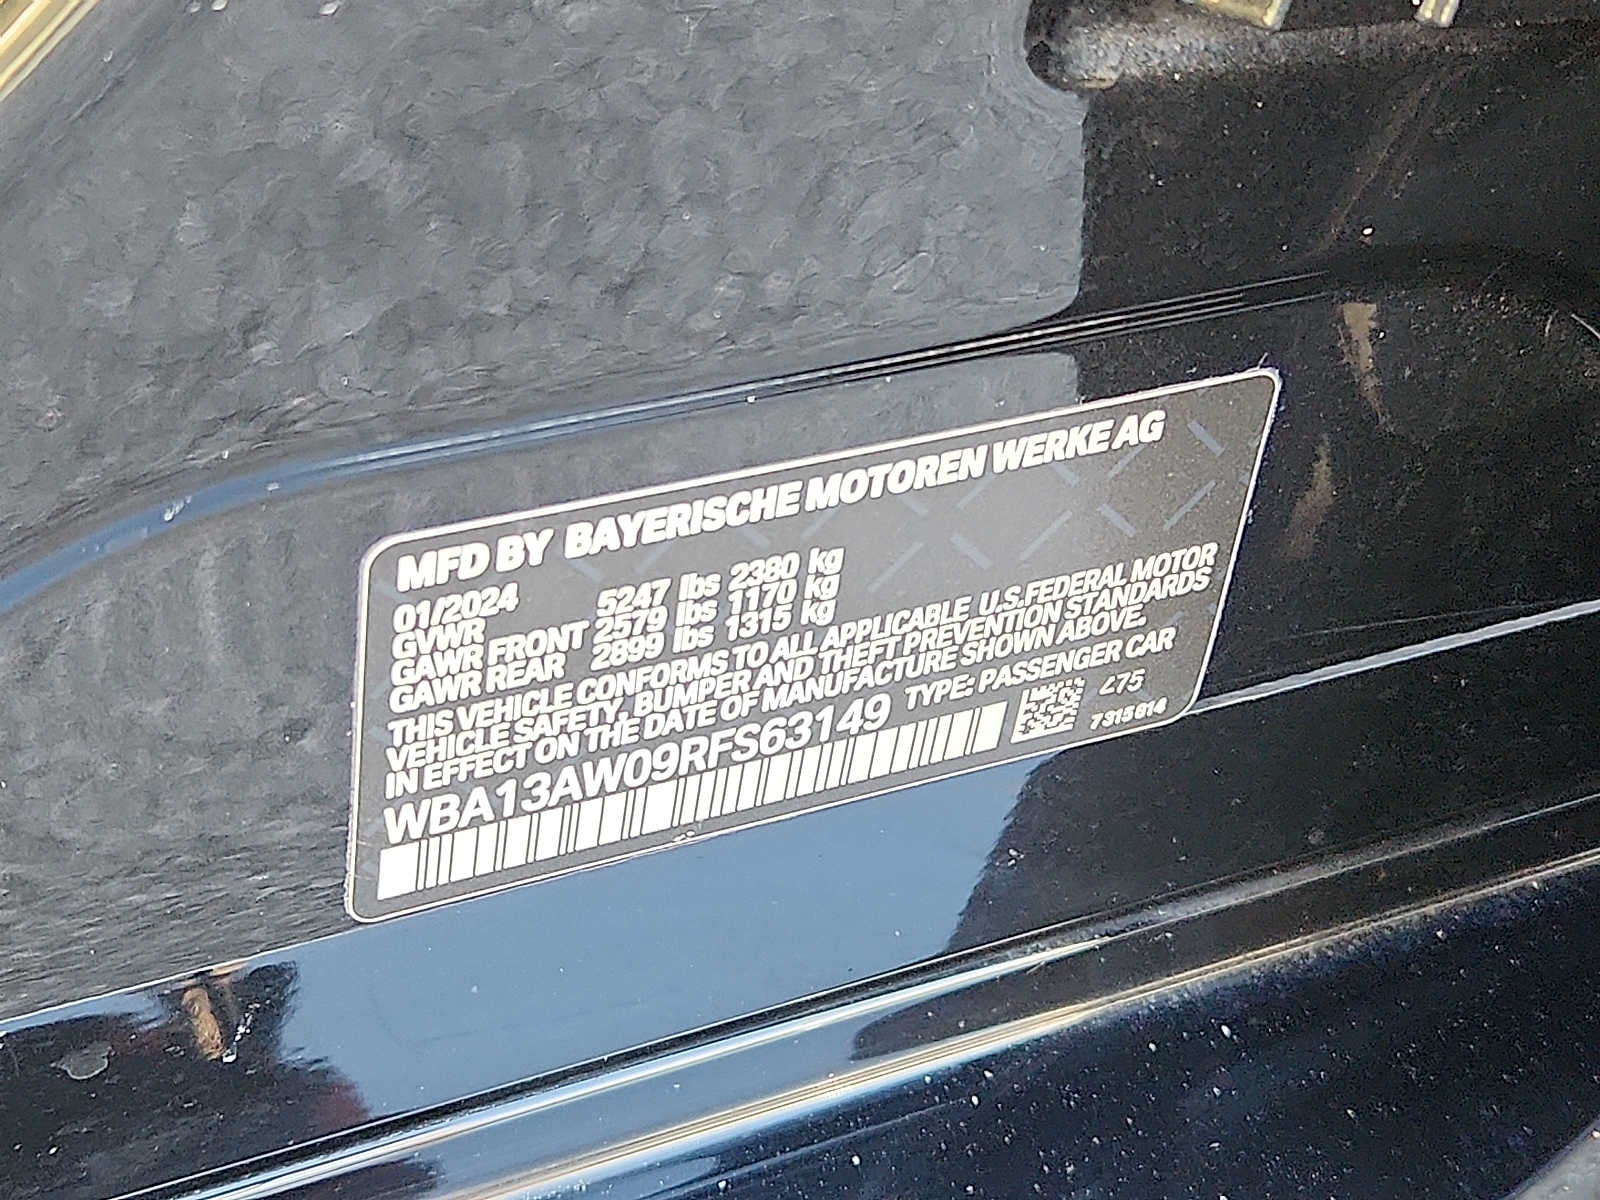 MFD BY BAYERISCHE MOTOREN WERKE AG
01/2024
GVWR 5247 lbs 2380 kg
GAWR FRONT 2579 lbs 1170 kg
GAWR REAR 2899 lbs 1315 kg
THIS VEHICLE CONFORMS TO ALL APPLICABLE U.S.FEDERAL MOTOR
VEHICLE SAFETY, BUMPER AND THEFT PREVENTION STANDARDS
IN EFFECT ON THE DATE OF MANUFACTURE SHOWN ABOVE.
WBA13AW09RFS63149 TYPE: PASSENGER CAR
475
7315814